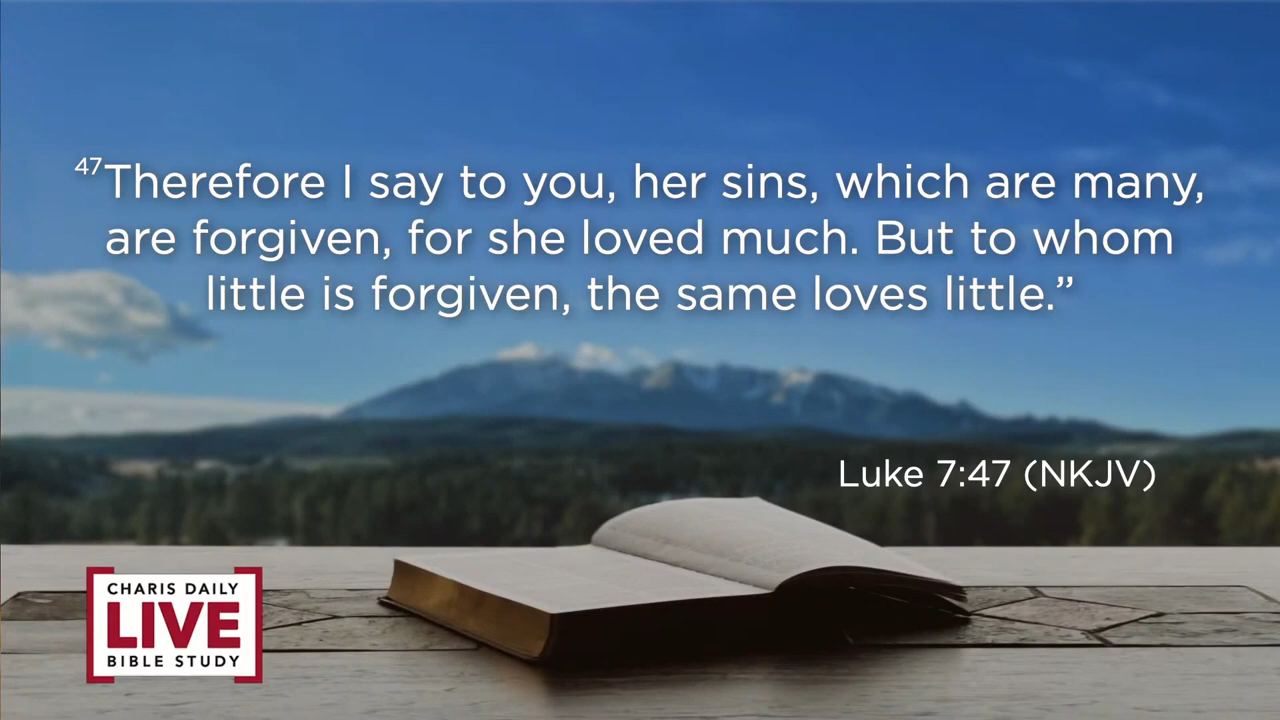 47Therefore I say to you, her sins, which are many,
are forgiven, for she loved much. But to whom
little is forgiven, the same loves little.”
Luke 7:47 (NKJV)
CHARIS DAILY
LIVE
BIBLE STUDY